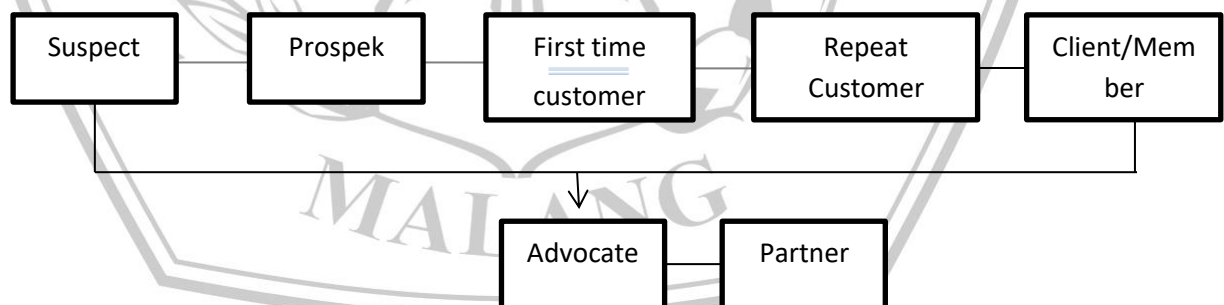 Suspect
Prospek
First time
customer
Repeat
Customer
Client/Mem
ber
MALANG
Advocate
Partner